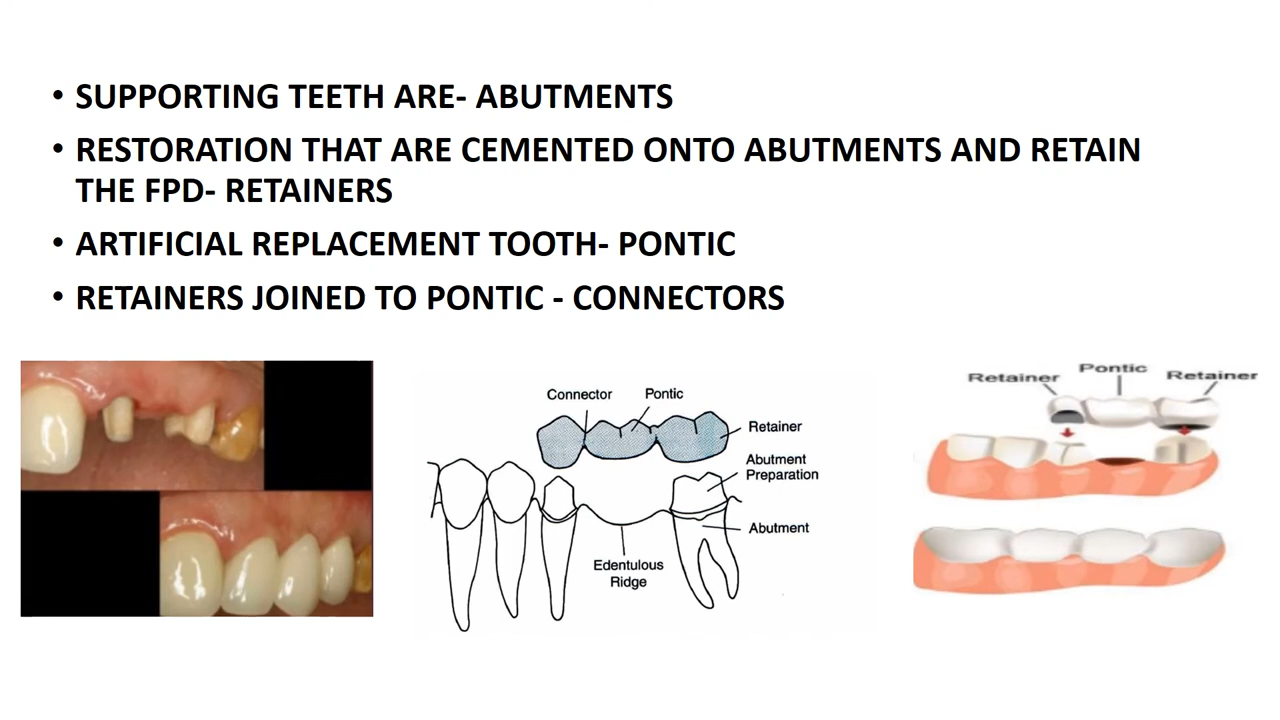 • SUPPORTING TEETH ARE- ABUTMENTS
• RESTORATION THAT ARE CEMENTED ONTO ABUTMENTS AND RETAIN
THE FPD- RETAINERS
• ARTIFICIAL REPLACEMENT TOOTH- PONTIC
• RETAINERS JOINED TO PONTIC - CONNECTORS
Connector
Pontic
Retainer
Abutment
Preparation
Abutment
Edentulous
Ridge
Retainer
Pontic
Retainer